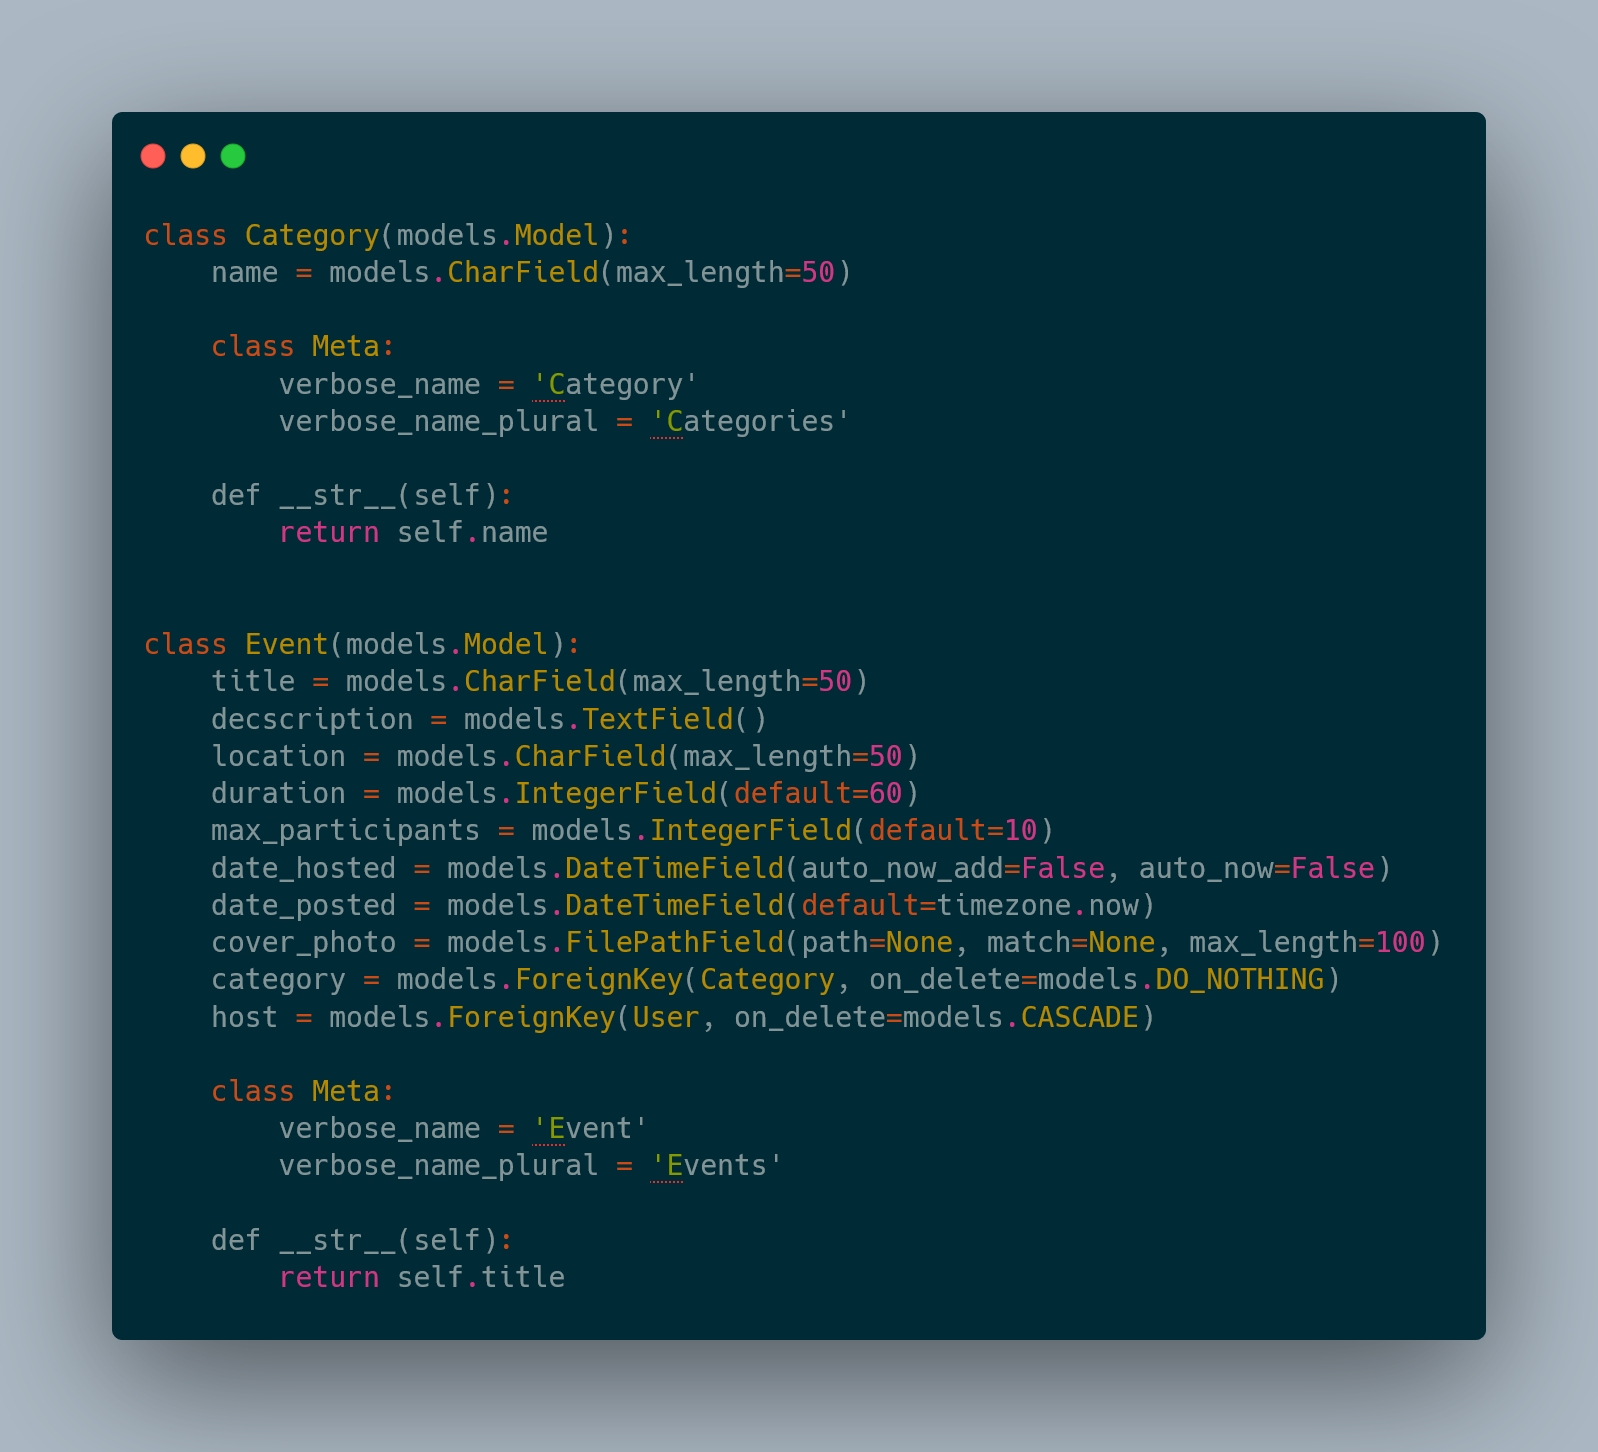 class Category(models.Model):
    name = models.CharField(max_length=50)

    class Meta:
        verbose_name = 'Category'
        verbose_name_plural = 'Categories'

    def __str__(self):
        return self.name


class Event(models.Model):
    title = models.CharField(max_length=50)
    decscription = models.TextField()
    location = models.CharField(max_length=50)
    duration = models.IntegerField(default=60)
    max_participants = models.IntegerField(default=10)
    date_hosted = models.DateTimeField(auto_now_add=False, auto_now=False)
    date_posted = models.DateTimeField(default=timezone.now)
    cover_photo = models.FilePathField(path=None, match=None, max_length=100)
    category = models.ForeignKey(Category, on_delete=models.DO_NOTHING)
    host = models.ForeignKey(User, on_delete=models.CASCADE)

    class Meta:
        verbose_name = 'Event'
        verbose_name_plural = 'Events'

    def __str__(self):
        return self.title